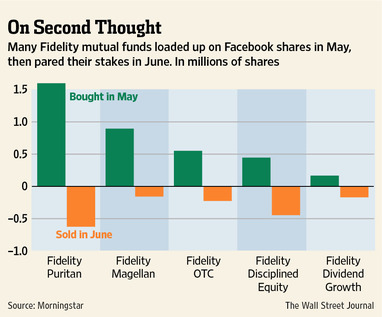 On Second Thought
Many Fidelity mutual funds loaded up on Facebook shares in May,
then pared their stakes in June. In millions of shares
1.5
Bought in May
1.0
0.5
0
−0.5
Sold in June
−1.0
Fidelity Puritan
Fidelity Magellan
Fidelity OTC
Fidelity Disciplined Equity
Fidelity Dividend Growth
Source: Morningstar
The Wall Street Journal